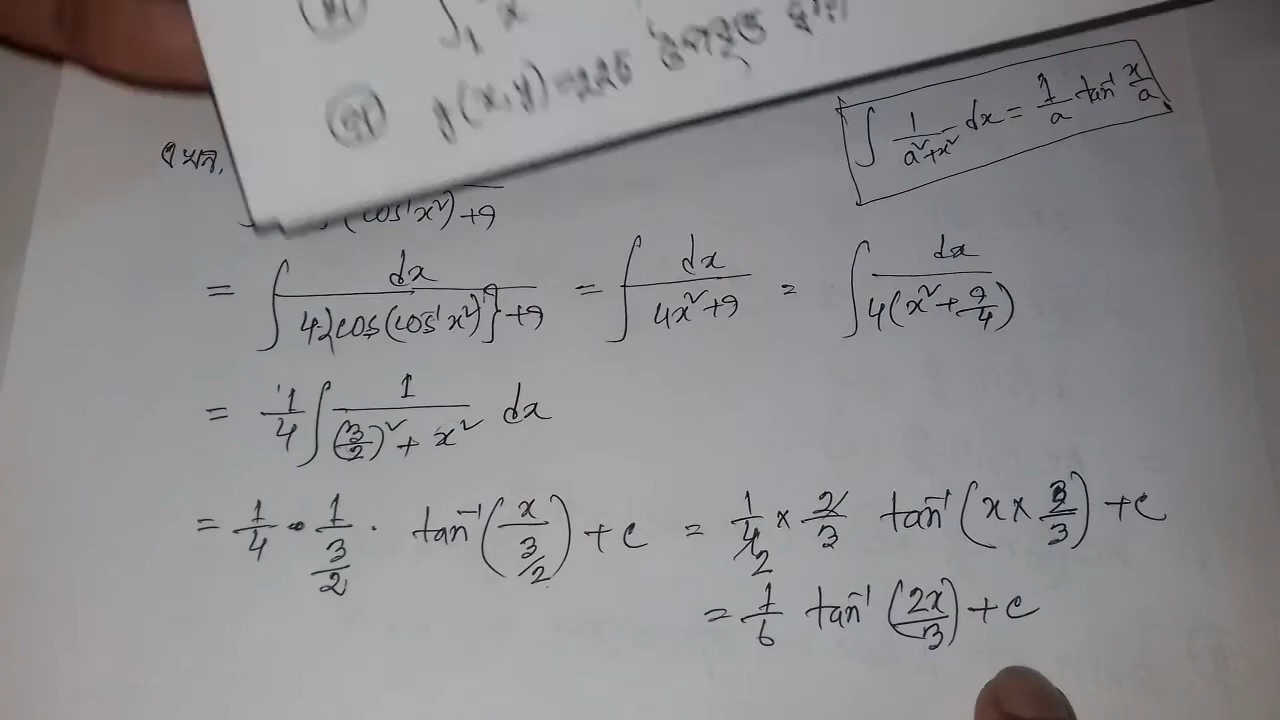 ∫₁ x
g(x,y) = 225
∫ 1/(a²+x²) dx = 1/a tan⁻¹ x/a
এখন,
(cos⁻¹x²)+9
= ∫ dx/(4·{cos(cos⁻¹x²)}+9) = ∫ dx/(4x²+9) = ∫ dx/(4(x²+9/4))
= 1/4 ∫ 1/((3/2)²+x²) dx
= 1/4 · 1/(3/2) · tan⁻¹(x/(3/2)) + c = 1/4 × 2/3 tan⁻¹(x × 2/3) + c
= 1/6 tan⁻¹(2x/3) + c